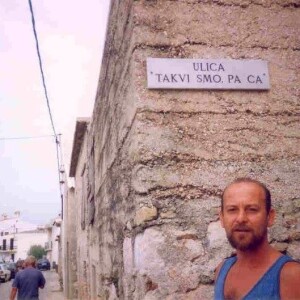 ULICA
"TAKVI SMO, PA CA"